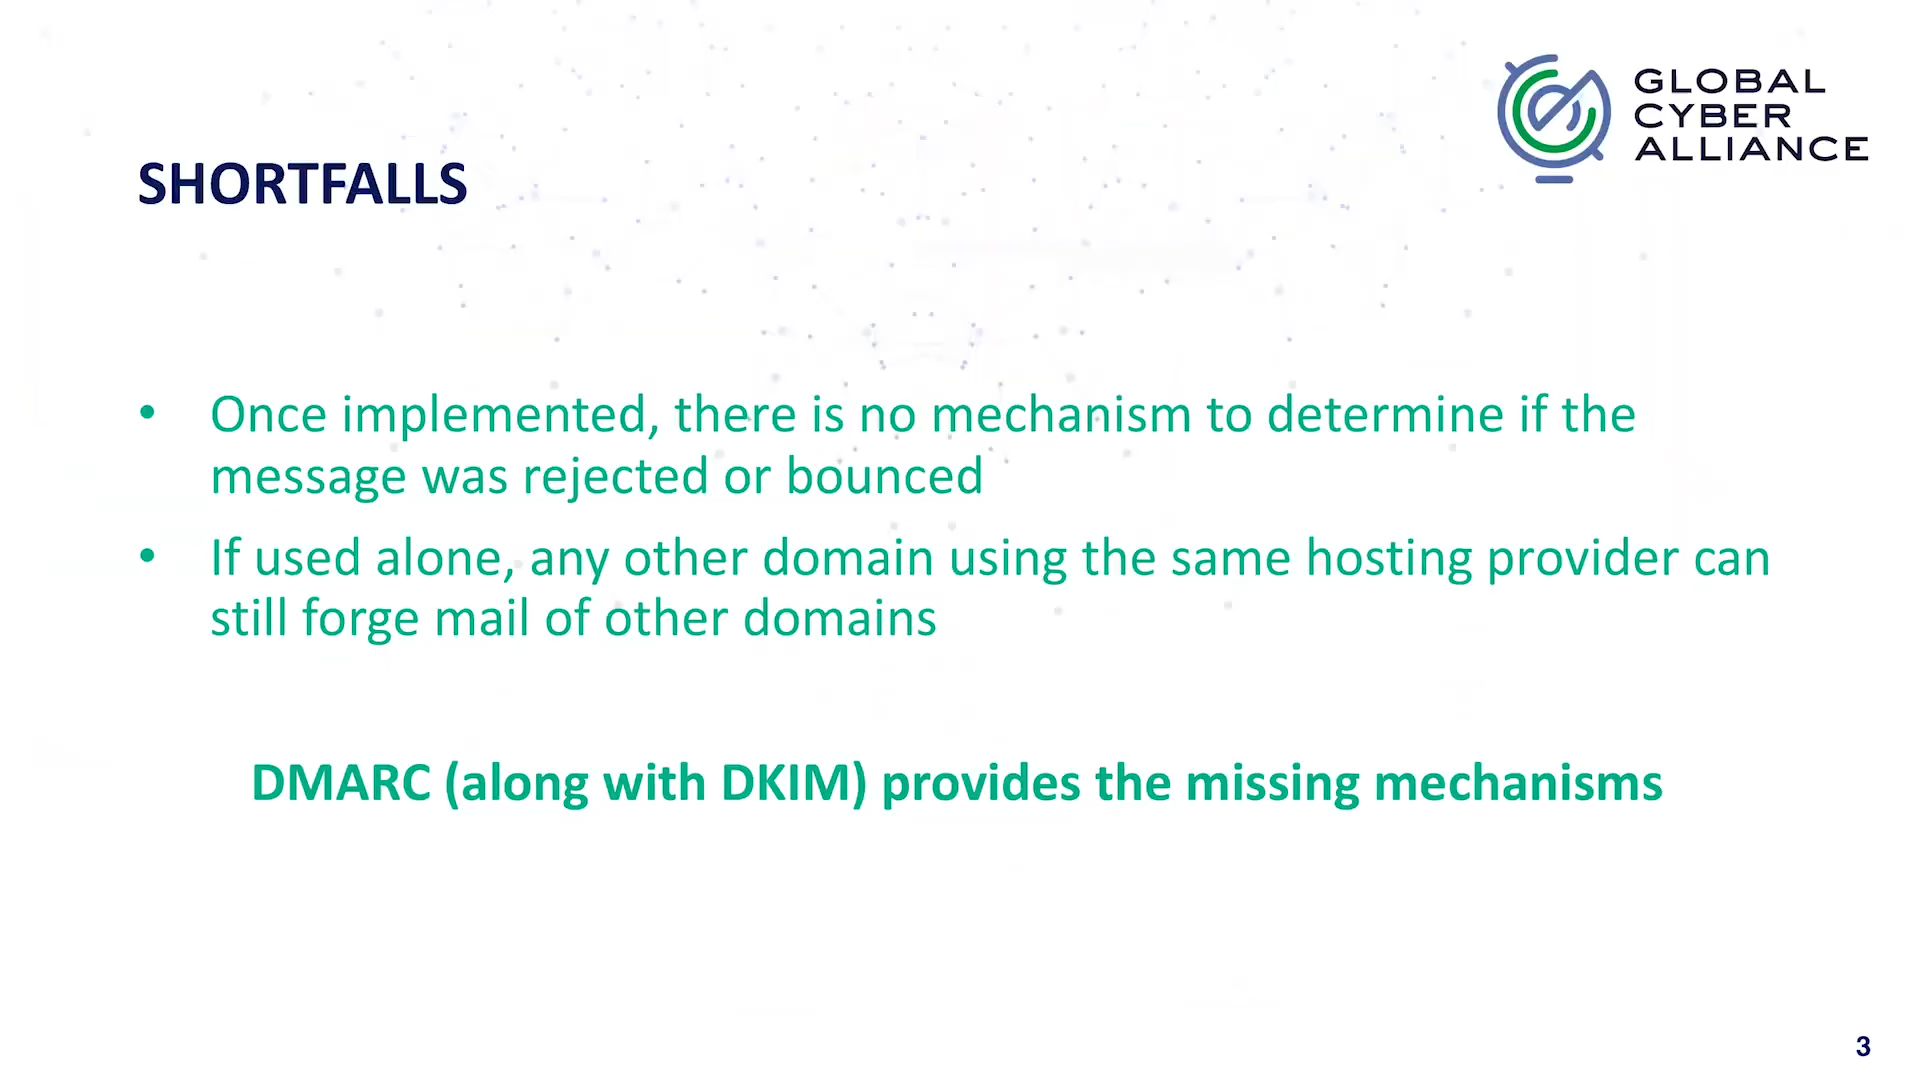 GLOBAL
CYBER
ALLIANCE
SHORTFALLS
• Once implemented, there is no mechanism to determine if the
message was rejected or bounced
• If used alone, any other domain using the same hosting provider can
still forge mail of other domains
DMARC (along with DKIM) provides the missing mechanisms
3